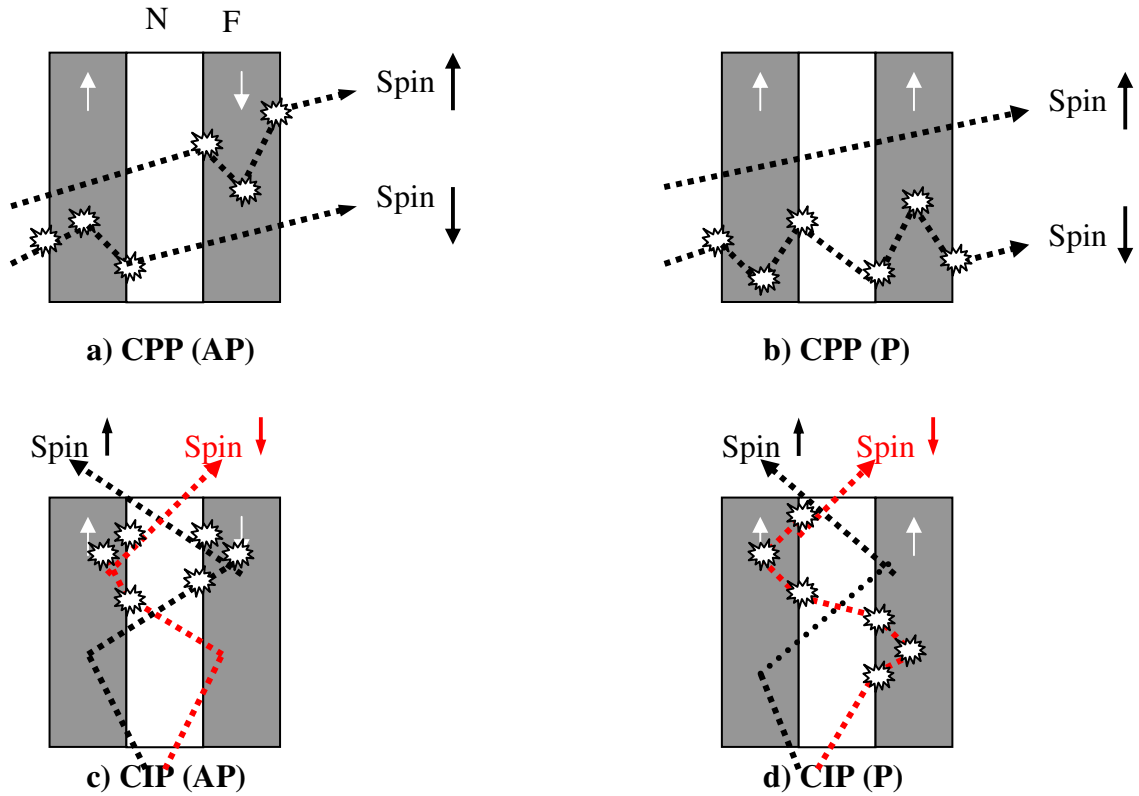 N F
Spin
Spin
a) CPP (AP)
Spin
Spin
b) CPP (P)
Spin Spin
c) CIP (AP)
Spin Spin
d) CIP (P)